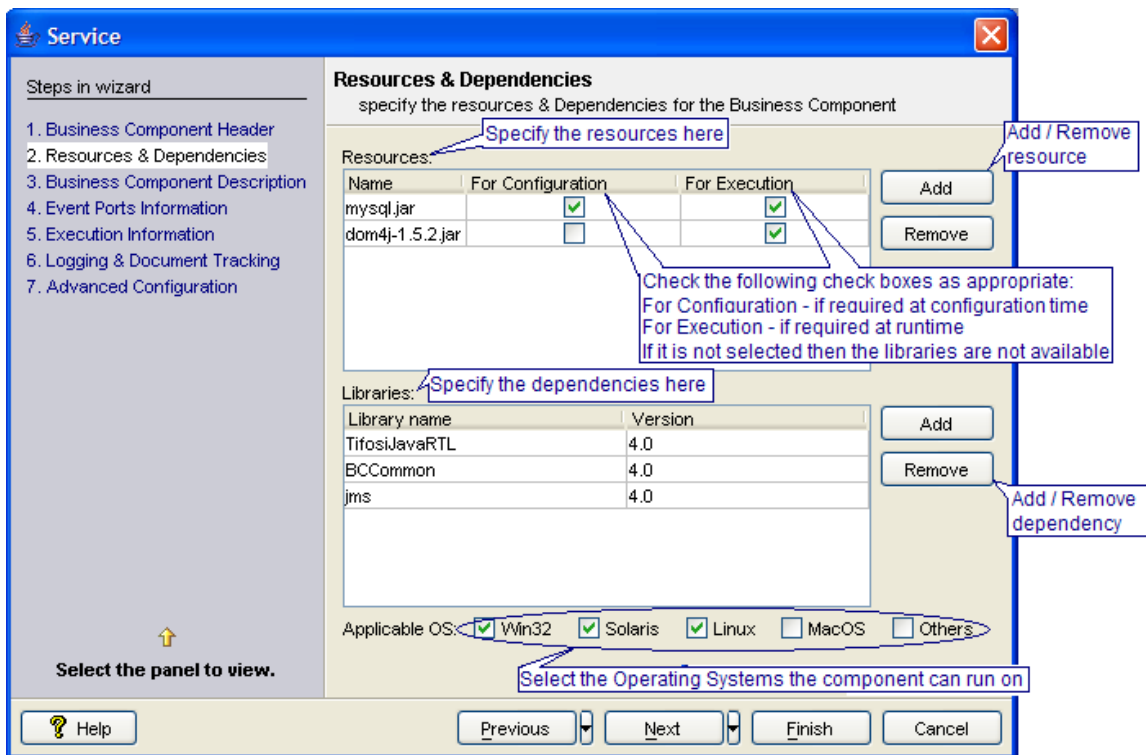 Service
Steps in wizard
1. Business Component Header
2. Resources & Dependencies
3. Business Component Description
4. Event Ports Information
5. Execution Information
6. Logging & Document Tracking
7. Advanced Configuration
Select the panel to view.
Resources & Dependencies
specify the resources & Dependencies for the Business Component
Specify the resources here
Add / Remove
resource
Resources:
Name For Configuration For Execution
mysql.jar
dom4j-1.5.2.jar
Add
Remove
Check the following check boxes as appropriate:
For Configuration - if required at configuration time
For Execution - if required at runtime
If it is not selected then the libraries are not available
Specify the dependencies here
Libraries:
Library name Version
TifosiJavaRTL 4.0
BCCommon 4.0
jms 4.0
Add
Remove
Add / Remove
dependency
Applicable OS: Win32 Solaris Linux MacOS Others
Select the Operating Systems the component can run on
Help Previous Next Finish Cancel